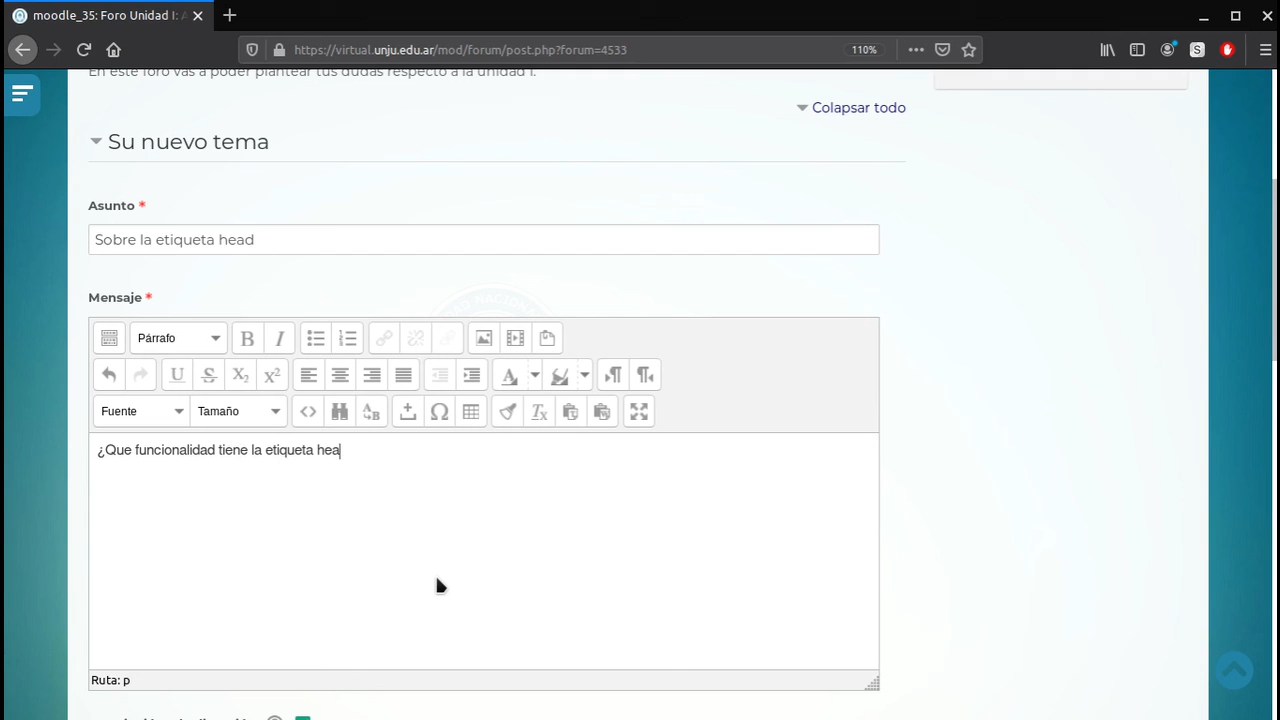 moodle_35: Foro Unidad I:
https://virtual.unju.edu.ar/mod/forum/post.php?forum=4533
110%
En este foro vas a poder plantear tus dudas respecto a la unidad I.
Colapsar todo
Su nuevo tema
Asunto *
Sobre la etiqueta head
Mensaje *
Párrafo
Fuente
Tamaño
¿Que funcionalidad tiene la etiqueta hea
Ruta: p